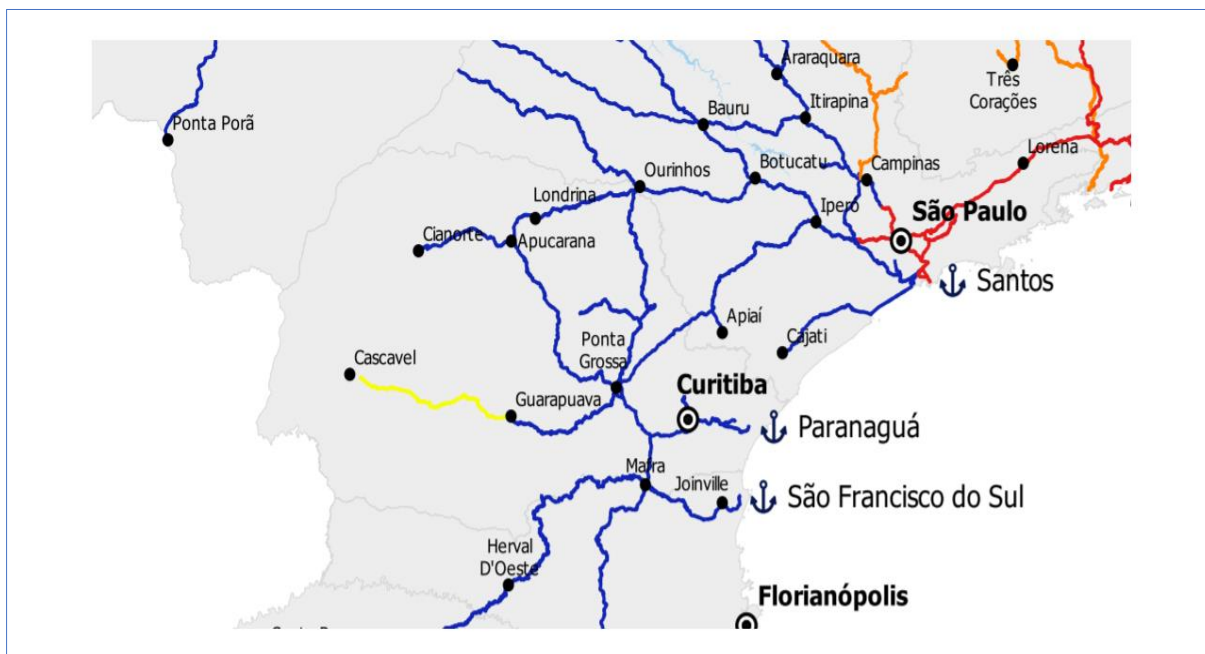 Araraquara
Três
Corações
Itirapina
Bauru
Ponta Porã
Lorena
Botucatu
Campinas
Ourinhos
Londrina
Iperó
São Paulo
Cianorte
Apucarana
Santos
Apiaí
Ponta
Grossa
Cajati
Cascavel
Curitiba
Guarapuava
Paranaguá
Mafra
Joinville
São Francisco do Sul
Herval
D'Oeste
Florianópolis